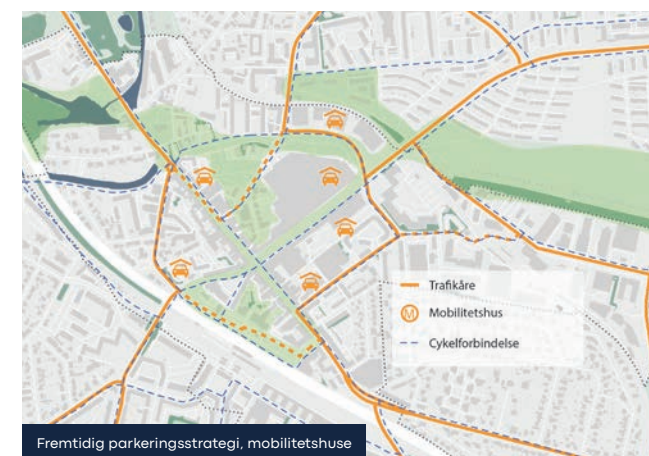 Trafikåre
M
Mobilitetshus
Cykelforbindelse
Fremtidig parkeringsstrategi, mobilitetshuse